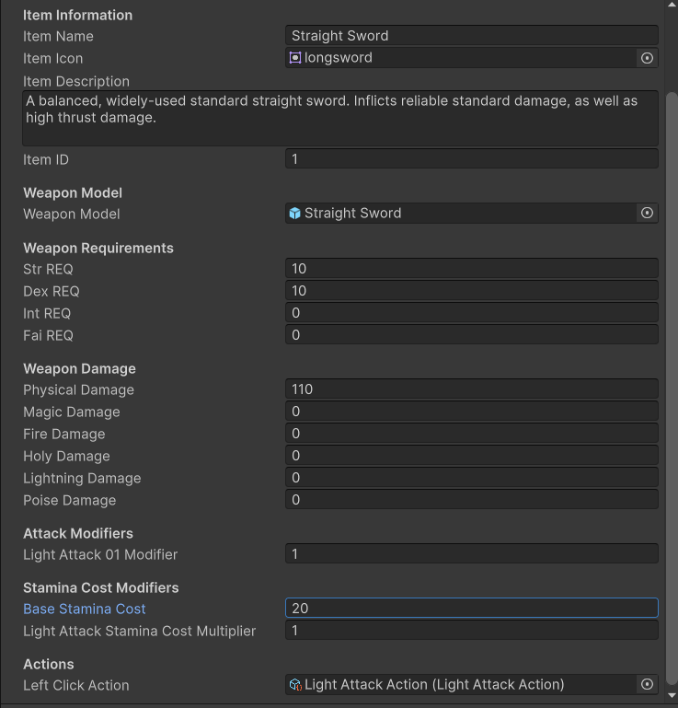 Item Information
Item Name Straight Sword
Item Icon longsword
Item Description
A balanced, widely-used standard straight sword. Inflicts reliable standard damage, as well as
high thrust damage.
Item ID 1
Weapon Model
Weapon Model Straight Sword
Weapon Requirements
Str REQ 10
Dex REQ 10
Int REQ 0
Fai REQ 0
Weapon Damage
Physical Damage 110
Magic Damage 0
Fire Damage 0
Holy Damage 0
Lightning Damage 0
Poise Damage 0
Attack Modifiers
Light Attack 01 Modifier 1
Stamina Cost Modifiers
Base Stamina Cost 20
Light Attack Stamina Cost Multiplier 1
Actions
Left Click Action Light Attack Action (Light Attack Action)